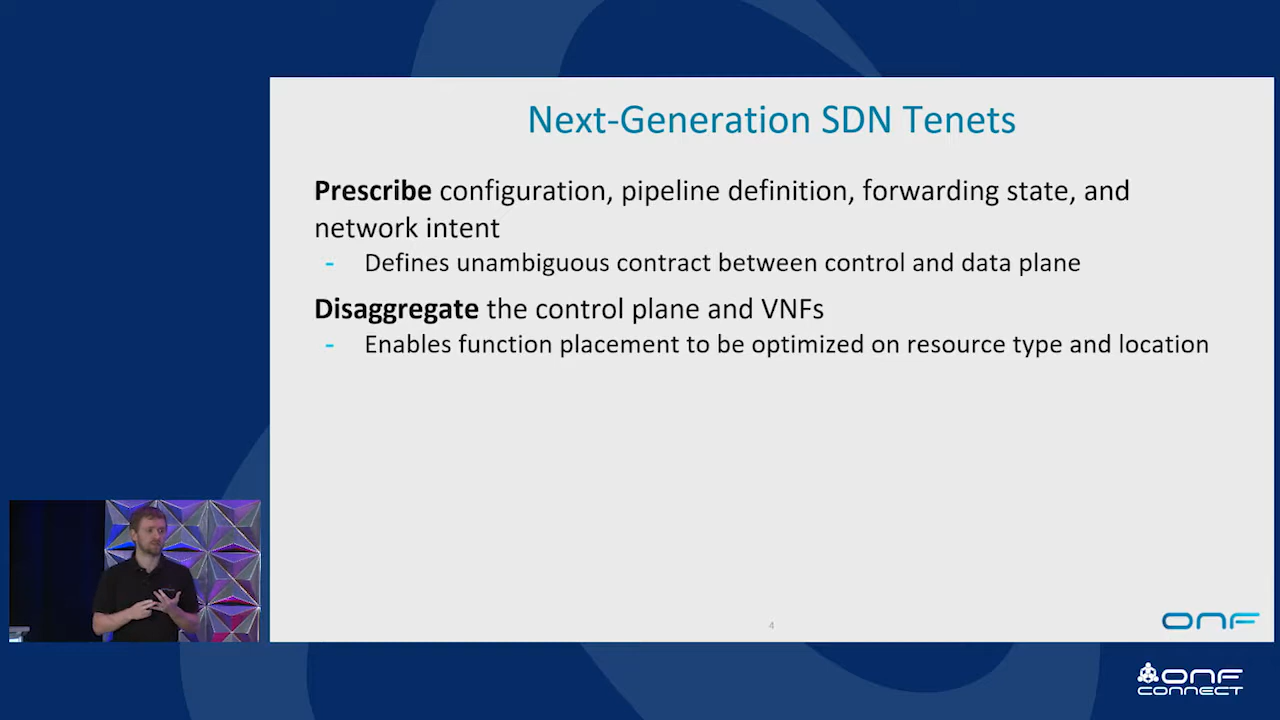 Next-Generation SDN Tenets
Prescribe configuration, pipeline definition, forwarding state, and
network intent
- Defines unambiguous contract between control and data plane
Disaggregate the control plane and VNFs
- Enables function placement to be optimized on resource type and location
4
ONF
ONF
CONNECT